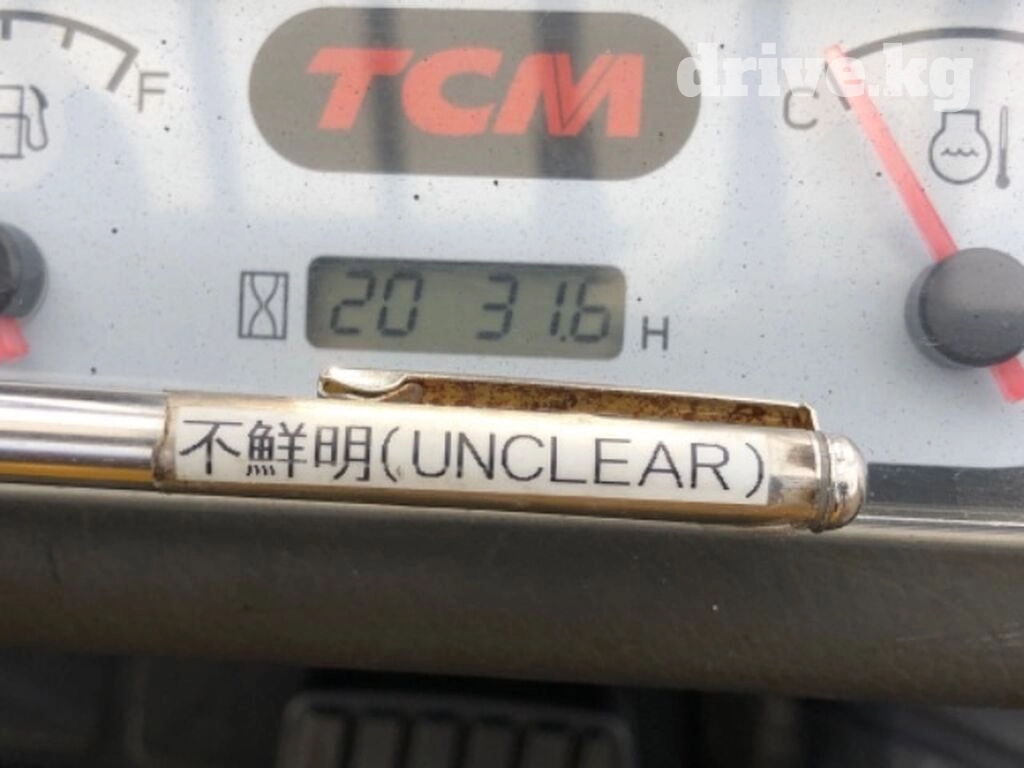 TCM
drive.kg
F
C
20 31.6 H
不鮮明(UNCLEAR)